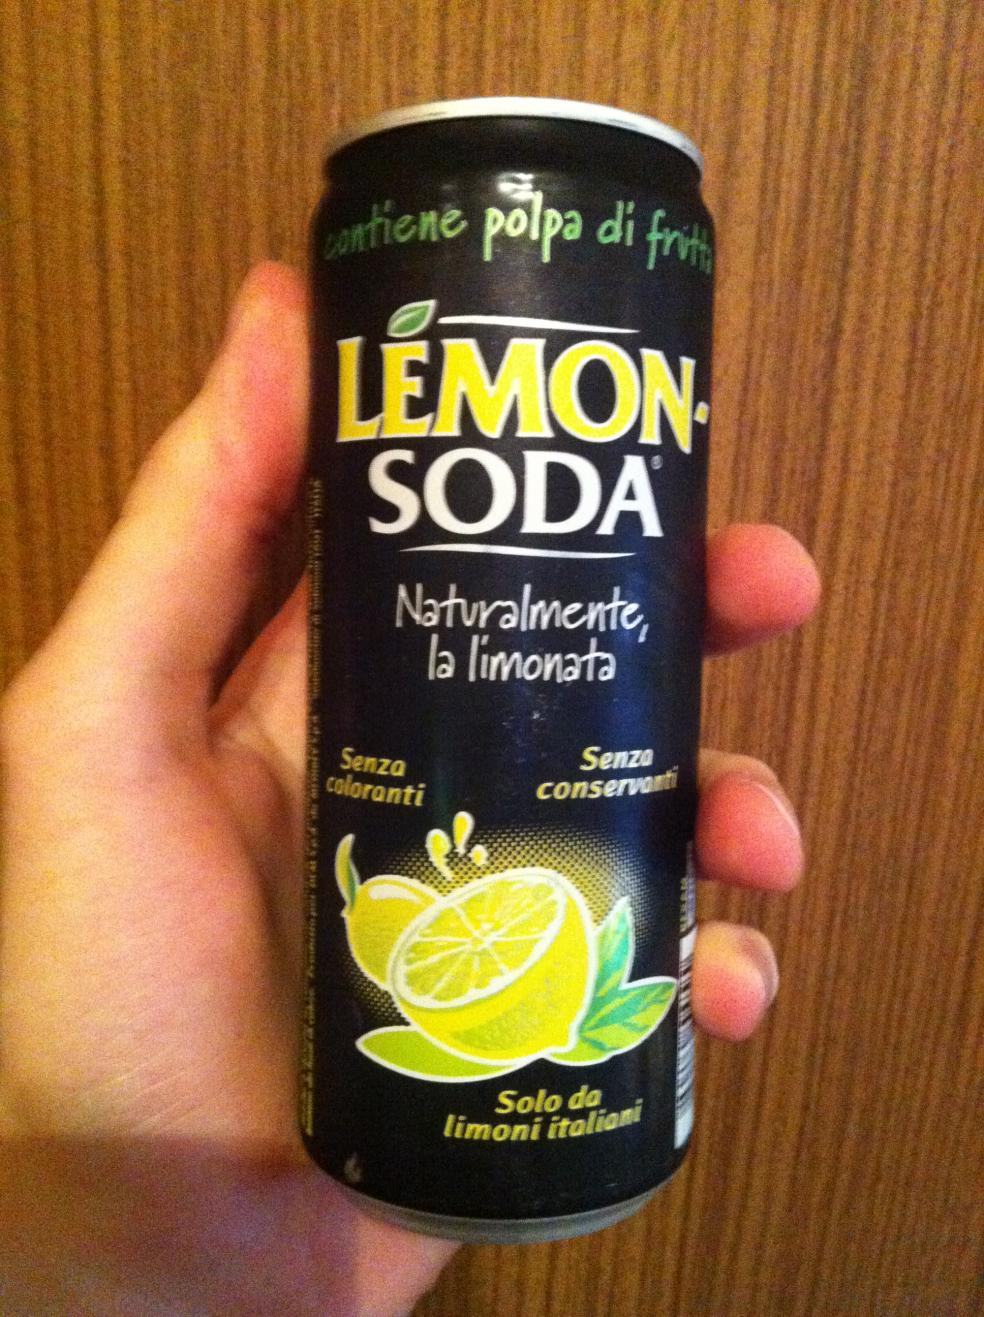 contiene polpa di frutta
LÉMON-
SODA®
Naturalmente,
la limonata
Senza
coloranti
Senza
conservanti
Solo da
limoni italiani